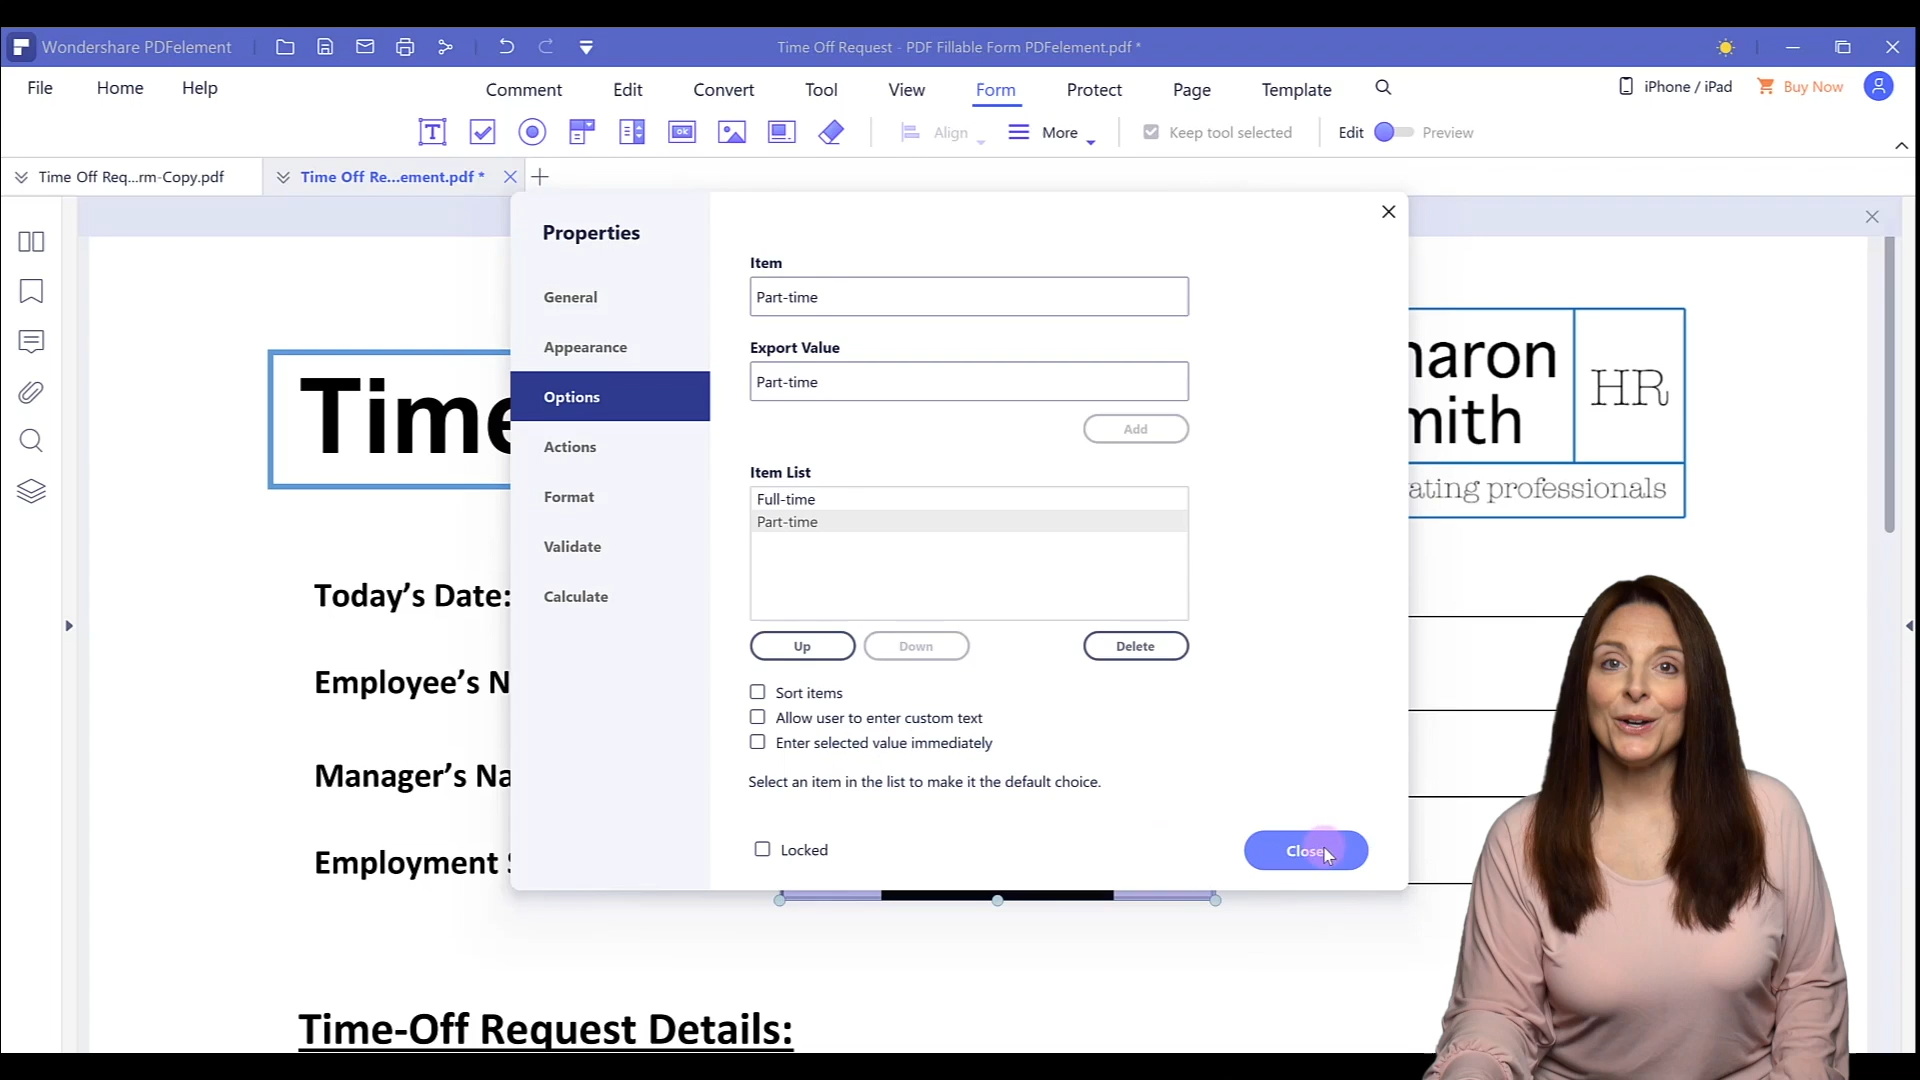 Wondershare PDFelement
Time Off Request - PDF Fillable Form PDFelement.pdf *
File Home Help
Comment Edit Convert Tool View Form Protect Page Template
iPhone / iPad Buy Now
T
OK
Align More
Keep tool selected
Edit Preview
Time Off Req...rm-Copy.pdf
Time Off Re...ement.pdf *
Properties
General
Appearance
Options
Actions
Format
Validate
Calculate
Item
Part-time
Export Value
Part-time
Add
Item List
Full-time
Part-time
Up Down Delete
Sort items
Allow user to enter custom text
Enter selected value immediately
Select an item in the list to make it the default choice.
Locked
Close
Time
haron
mith
HR
ating professionals
Today’s Date:
Employee’s N
Manager’s Na
Employment S
Time-Off Request Details: